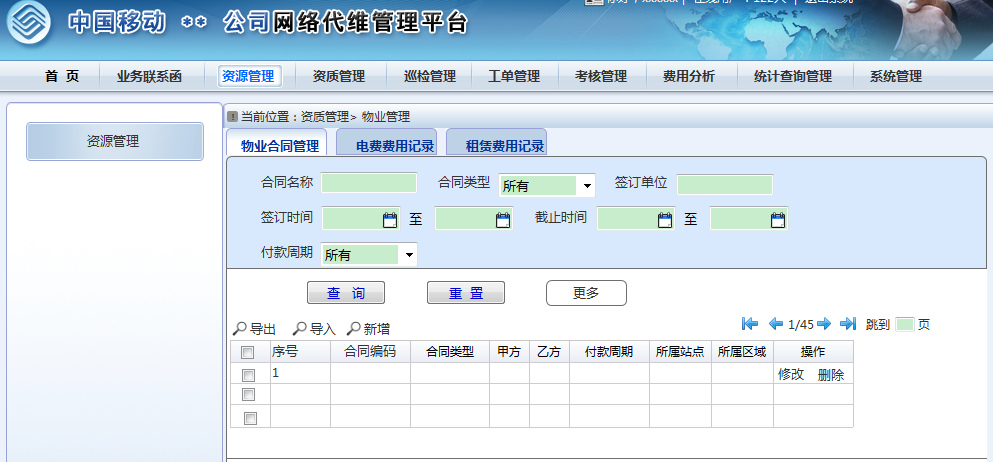 中国移动 ** 公司网络代维管理平台
首 页 业务联系函 资源管理 资质管理 巡检管理 工单管理 考核管理 费用分析 统计查询管理 系统管理
资源管理
当前位置：资质管理> 物业管理
物业合同管理 电费费用记录 租赁费用记录
合同名称 合同类型 所有 签订单位
签订时间 至 截止时间 至
付款周期 所有
查 询 重 置 更多
导出 导入 新增 1/45 跳到 页
序号 合同编码 合同类型 甲方 乙方 付款周期 所属站点 所属区域 操作
1 修改 删除